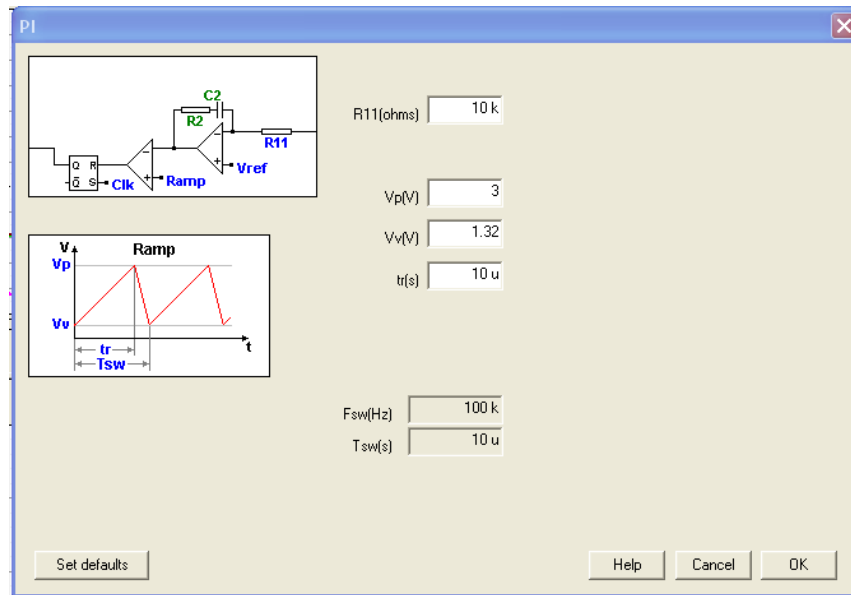 PI
C2
R2
R11
Vref
Q R
Q S
Clk
Ramp
R11(ohms) 10 k
Vp(V) 3
Vv(V) 1.32
tr(s) 10 u
V
Ramp
Vp
Vv
tr
t
Tsw
Fsw(Hz) 100 k
Tsw(s) 10 u
Set defaults
Help
Cancel
OK